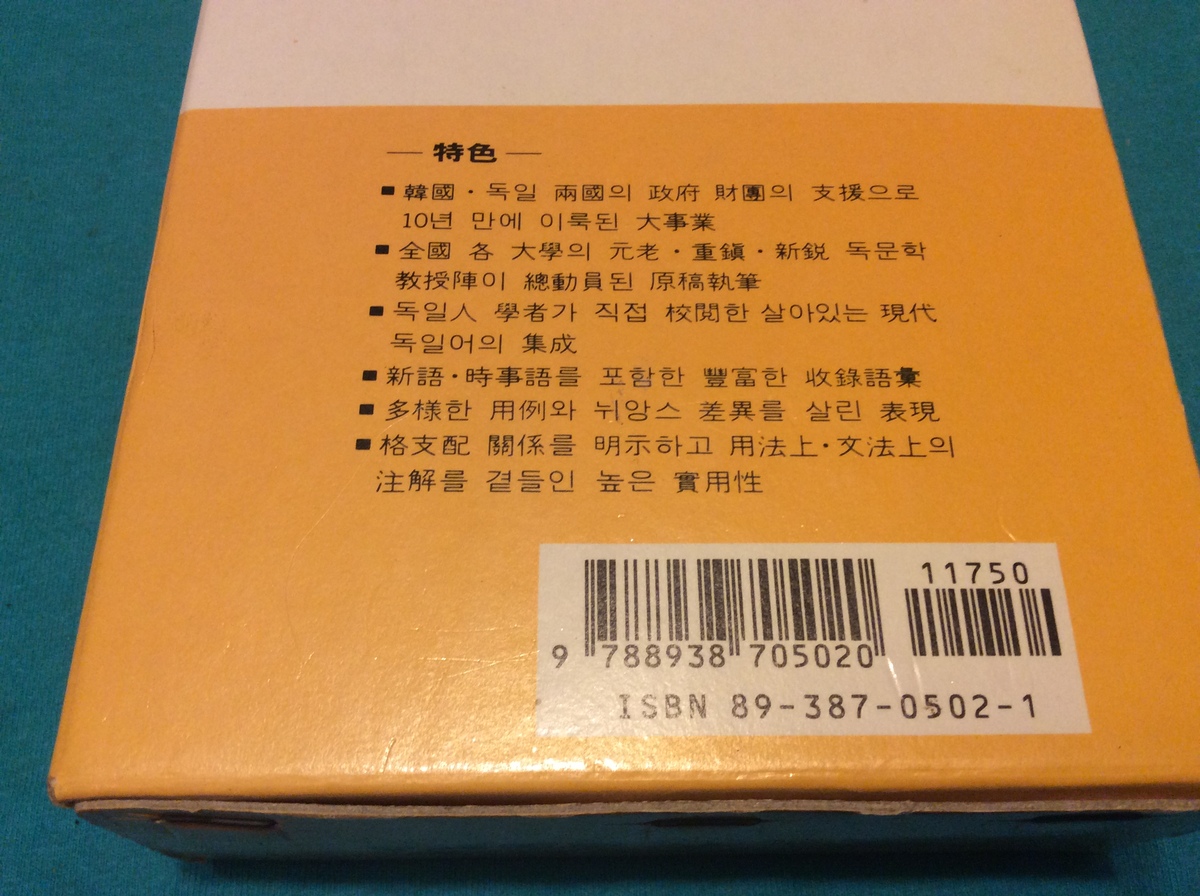 — 特色 —
■ 韓國·독일 兩國의 政府 財團의 支援으로
10년 만에 이룩된 大事業
■ 全國 各 大學의 元老·重鎭·新鋭 독문학
敎授陣이 總動員된 原稿執筆
■ 독일人 學者가 직접 校閱한 살아있는 現代
독일어의 集成
■ 新語·時事語를 포함한 豐富한 收錄語彙
■ 多樣한 用例와 뉘앙스 差異를 살린 表現
■ 格支配 關係를 明示하고 用法上·文法上의
注解를 곁들인 높은 實用性
11750
9 788938 705020
ISBN 89-387-0502-1